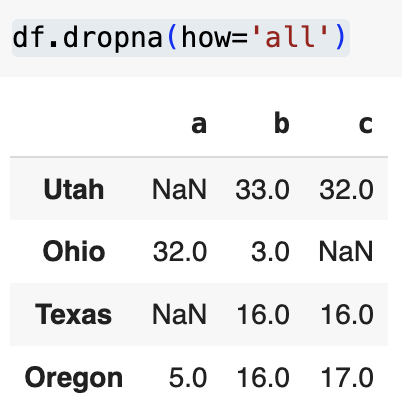 df.dropna(how='all')
a b c
Utah NaN 33.0 32.0
Ohio 32.0 3.0 NaN
Texas NaN 16.0 16.0
Oregon 5.0 16.0 17.0